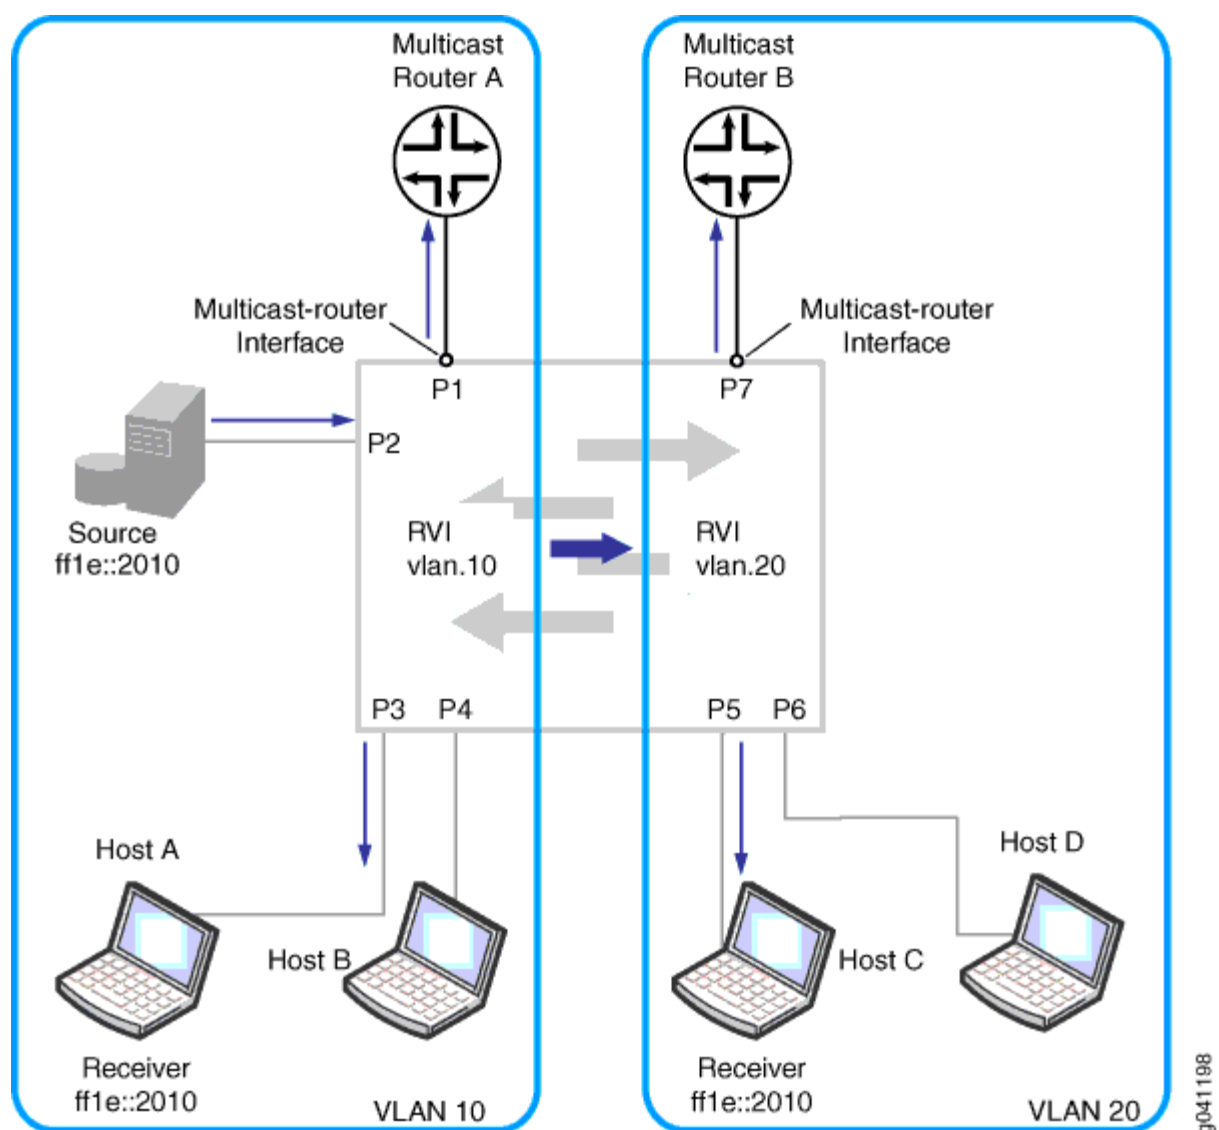 Multicast
Router A
Multicast
Router B
Multicast-router
Interface
Multicast-router
Interface
P1
P7
P2
Source
ff1e::2010
RVI
vlan.10
RVI
vlan.20
P3
P4
P5
P6
Host A
Host B
Host C
Host D
Receiver
ff1e::2010
VLAN 10
Receiver
ff1e::2010
VLAN 20
g041198